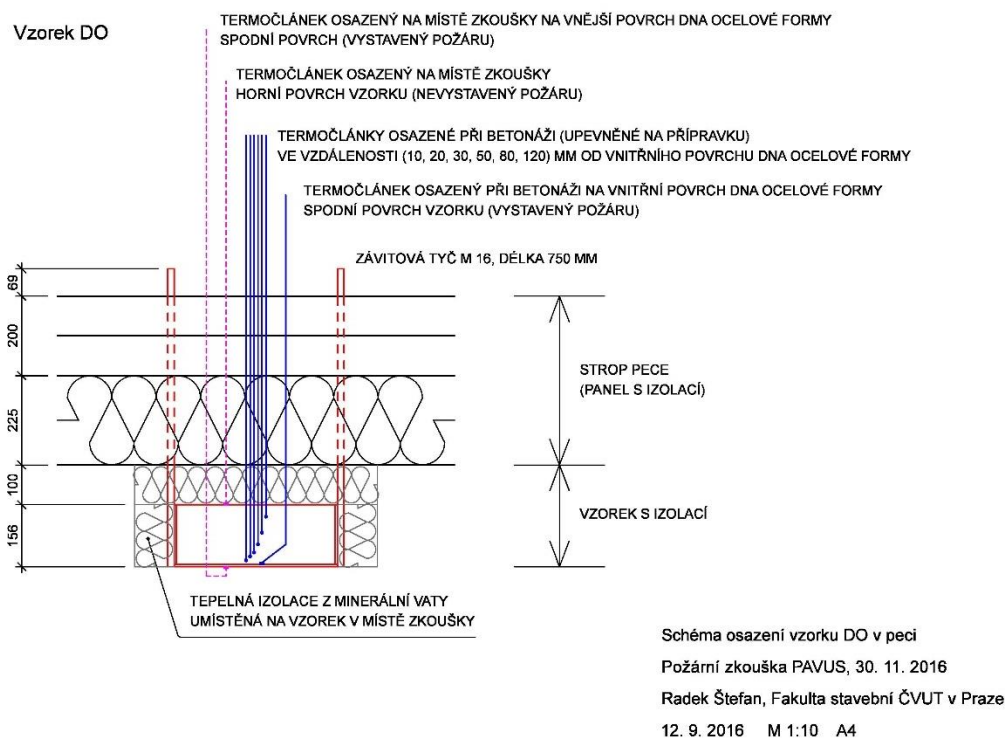 Vzorek DO
TERMOČLÁNEK OSAZENÝ NA MÍSTĚ ZKOUŠKY NA VNĚJŠÍ POVRCH DNA OCELOVÉ FORMY
SPODNÍ POVRCH (VYSTAVENÝ POŽÁRU)
TERMOČLÁNEK OSAZENÝ NA MÍSTĚ ZKOUŠKY
HORNÍ POVRCH VZORKU (NEVYSTAVENÝ POŽÁRU)
TERMOČLÁNKY OSAZENÉ PŘI BETONÁŽI (UPEVNĚNÉ NA PŘÍPRAVKU)
VE VZDÁLENOSTI (10, 20, 30, 50, 80, 120) MM OD VNITŘNÍHO POVRCHU DNA OCELOVÉ FORMY
TERMOČLÁNEK OSAZENÝ PŘI BETONÁŽI NA VNITŘNÍ POVRCH DNA OCELOVÉ FORMY
SPODNÍ POVRCH VZORKU (VYSTAVENÝ POŽÁRU)
ZÁVITOVÁ TYČ M 16, DÉLKA 750 MM
69
200
225
100
156
STROP PECE
(PANEL S IZOLACÍ)
VZOREK S IZOLACÍ
TEPELNÁ IZOLACE Z MINERÁLNÍ VATY
UMÍSTĚNÁ NA VZOREK V MÍSTĚ ZKOUŠKY
Schéma osazení vzorku DO v peci
Požární zkouška PAVUS, 30. 11. 2016
Radek Štefan, Fakulta stavební ČVUT v Praze
12. 9. 2016 M 1:10 A4